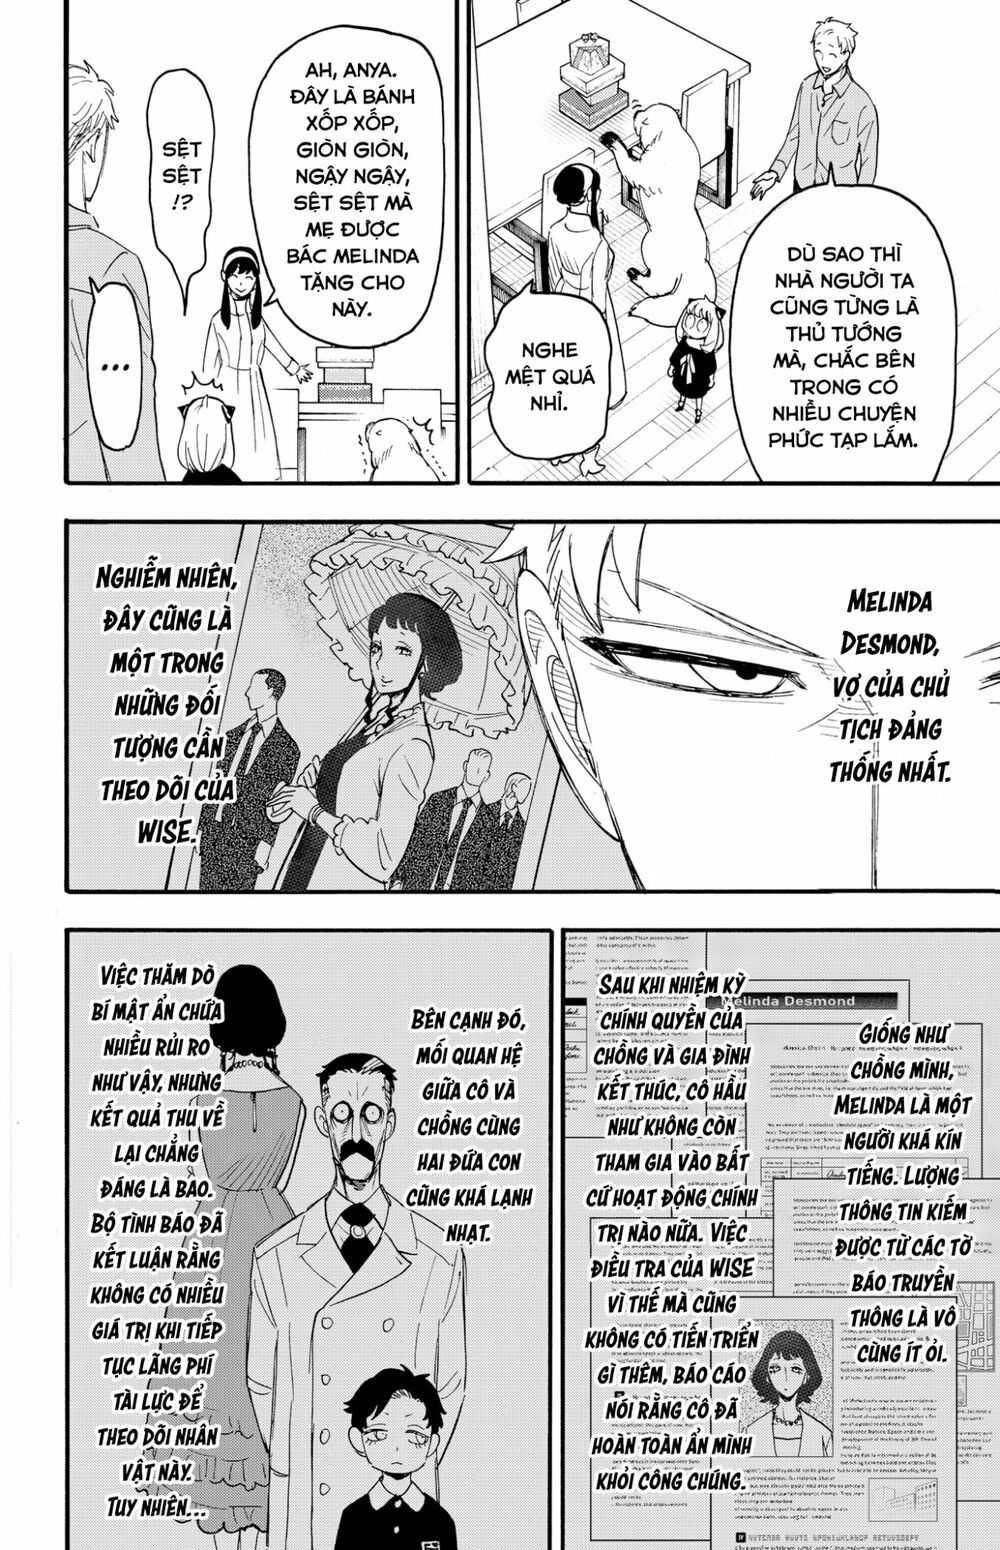 DÙ SAO THÌ
NHÀ NGƯỜI TA
CŨNG TỪNG LÀ
THỦ TƯỚNG
MÀ, CHẮC BÊN
TRONG CÓ
NHIỀU CHUYỆN
PHỨC TẠP LẮM.
NGHE
MỆT QUÁ
NHỈ.
AH, ANYA.
ĐÂY LÀ BÁNH
XỐP XỐP,
GIÒN GIÒN,
NGẬY NGẬY,
SỆT SỆT MÀ
MẸ ĐƯỢC
BÁC MELINDA
TẶNG CHO
NÀY.
SỆT
SỆT
!?
...
MELINDA
DESMOND,
VỢ CỦA CHỦ
TỊCH ĐẢNG
THỐNG NHẤT.
NGHIỄM NHIÊN,
ĐÂY CŨNG LÀ
MỘT TRONG
NHỮNG ĐỐI
TƯỢNG CẦN
THEO DÕI CỦA
WISE.
Melinda Desmond
GIỐNG NHƯ
CHỒNG MÌNH,
MELINDA LÀ MỘT
NGƯỜI KHÁ KÍN
TIẾNG. LƯỢNG
THÔNG TIN KIẾM
ĐƯỢC TỪ CÁC TỜ
BÁO TRUYỀN
THÔNG LÀ VÔ
CÙNG ÍT ỎI.
SAU KHI NHIỆM KỲ
CHÍNH QUYỀN CỦA
CHỒNG VÀ GIA ĐÌNH
KẾT THÚC, CÔ HẦU
NHƯ KHÔNG CÒN
THAM GIA VÀO BẤT
CỨ HOẠT ĐỘNG CHÍNH
TRỊ NÀO NỮA. VIỆC
ĐIỀU TRA CỦA WISE
VÌ THẾ MÀ CŨNG
KHÔNG CÓ TIẾN TRIỂN
GÌ THÊM, BÁO CÁO
NÓI RẰNG CÔ ĐÃ
HOÀN TOÀN ẨN MÌNH
KHỎI CÔNG CHÚNG.
BÊN CẠNH ĐÓ,
MỐI QUAN HỆ
GIỮA CÔ VÀ
CHỒNG CÙNG
HAI ĐỨA CON
CŨNG KHÁ LẠNH
NHẠT.
VIỆC THĂM DÒ
BÍ MẬT ẨN CHỨA
NHIỀU RỦI RO
NHƯ VẬY, NHƯNG
KẾT QUẢ THU VỀ
LẠI CHẲNG
ĐÁNG LÀ BAO.
BỘ TÌNH BÁO ĐÃ
KẾT LUẬN RẰNG
KHÔNG CÓ NHIỀU
GIÁ TRỊ KHI TIẾP
TỤC LÃNG PHÍ
TÀI LỰC ĐỂ
THEO DÕI NHÂN
VẬT NÀY.
TUY NHIÊN...